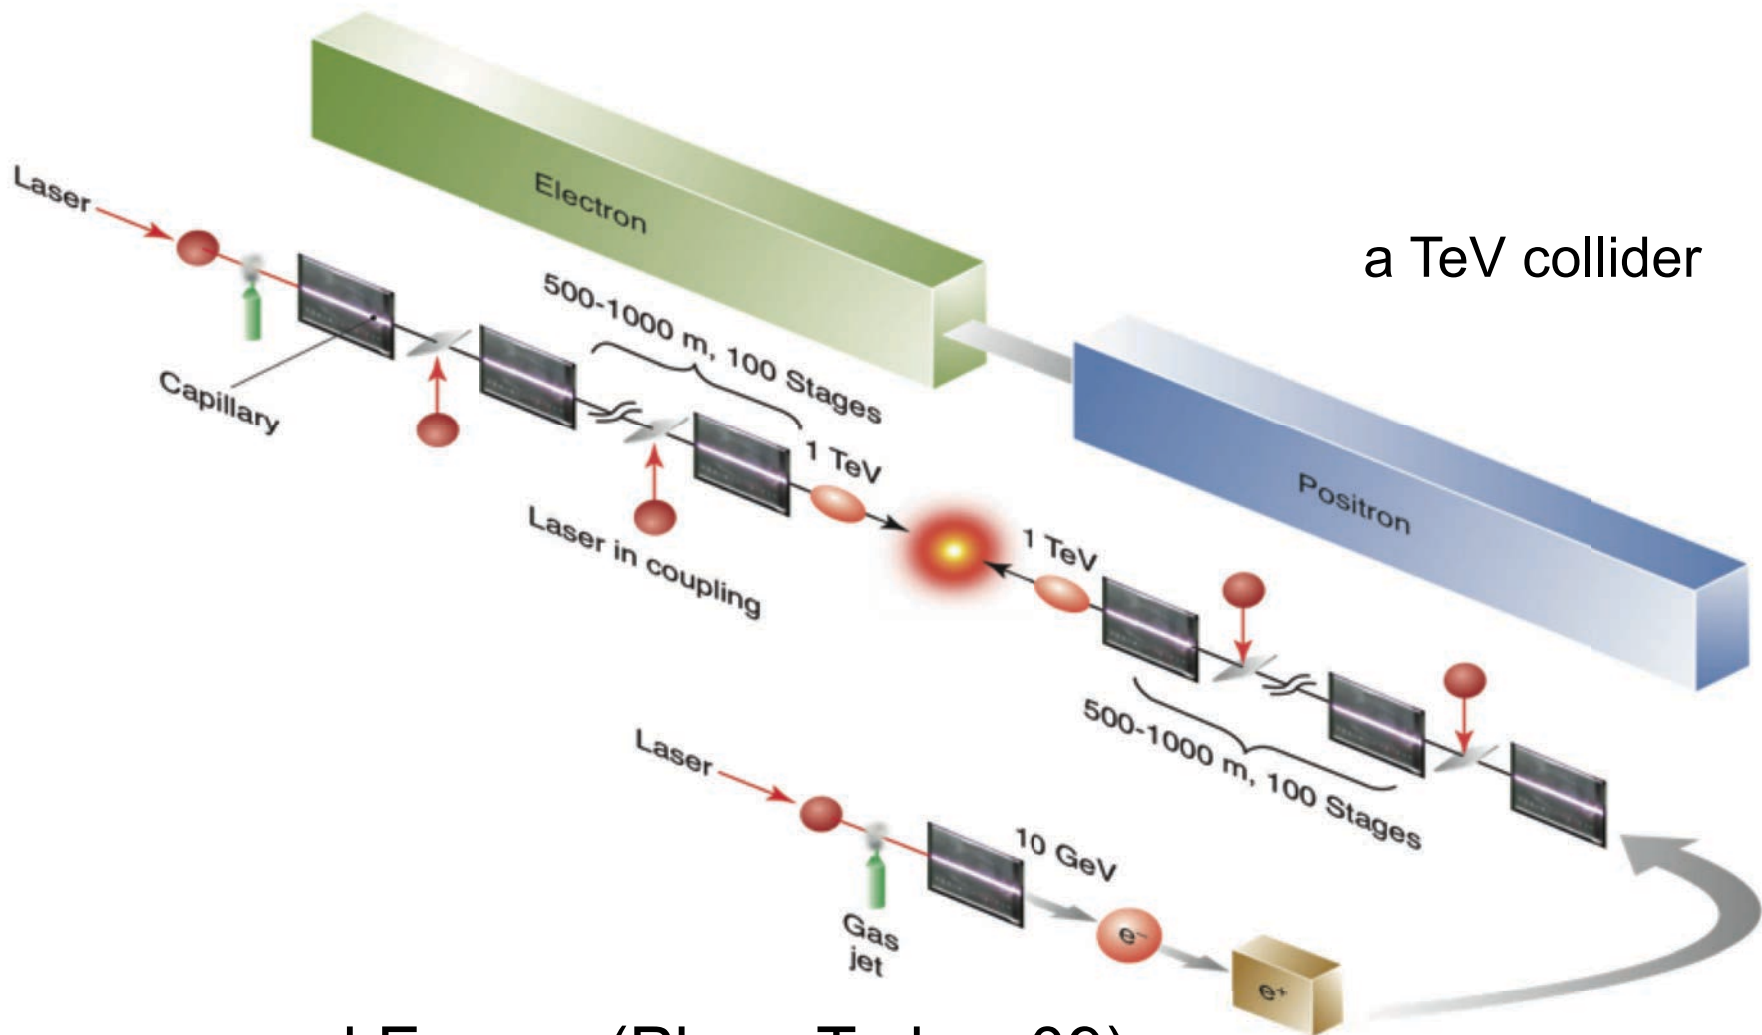 Electron
Laser
a TeV collider
500-1000 m, 100 Stages
Capillary
1 TeV
Positron
Laser in coupling
1 TeV
500-1000 m, 100 Stages
Laser
10 GeV
Gas
jet
e⁻
e⁺